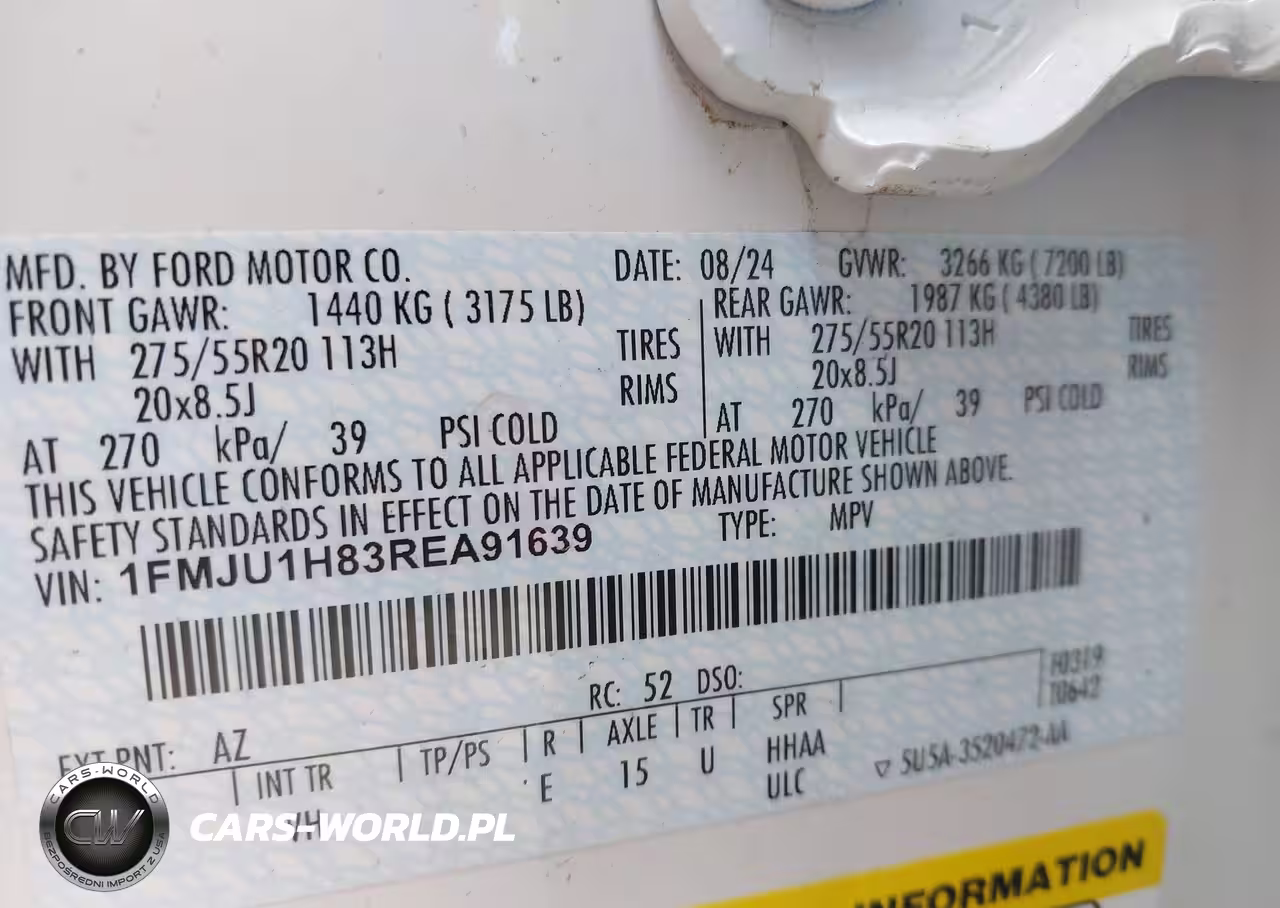 MFD. BY FORD MOTOR CO. DATE: 08/24 GVWR: 3266 KG ( 7200 LB)
FRONT GAWR: 1440 KG ( 3175 LB) REAR GAWR: 1987 KG ( 4380 LB)
WITH 275/55R20 113H TIRES WITH 275/55R20 113H TIRES
20x8.5J RIMS 20x8.5J RIMS
AT 270 kPa/ 39 PSI COLD AT 270 kPa/ 39 PSI COLD
THIS VEHICLE CONFORMS TO ALL APPLICABLE FEDERAL MOTOR VEHICLE
SAFETY STANDARDS IN EFFECT ON THE DATE OF MANUFACTURE SHOWN ABOVE.
VIN: 1FMJU1H83REA91639 TYPE: MPV
RC: 52 DSO: F0319
T0642
EXT PNT: AZ
INT TR TP/PS R AXLE TR SPR
VH E 15 U HHAA
ULC
5U5A-3520472-AA
CARS-WORLD
CW
BEZPOŚREDNI IMPORT Z USA
CARS-WORLD.PL
INFORMATION